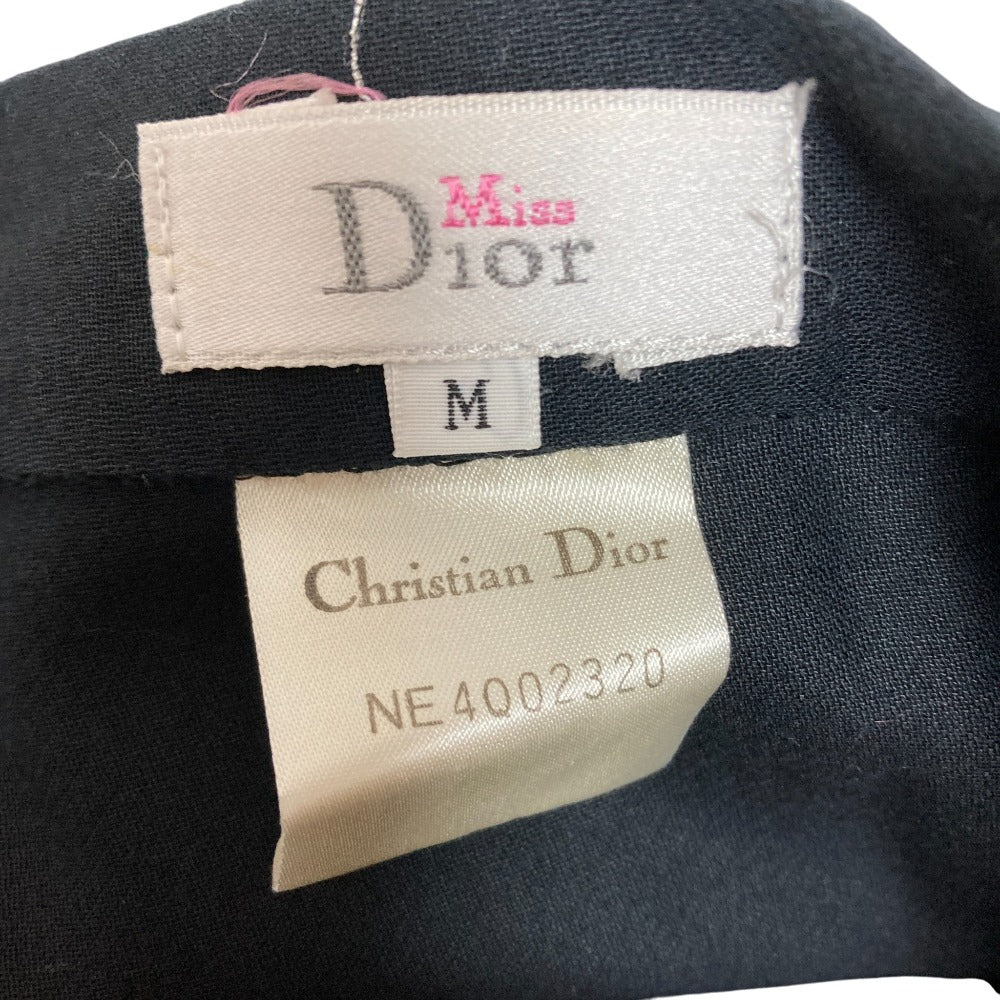 Miss
Dior
M
Christian Dior
NE4002320